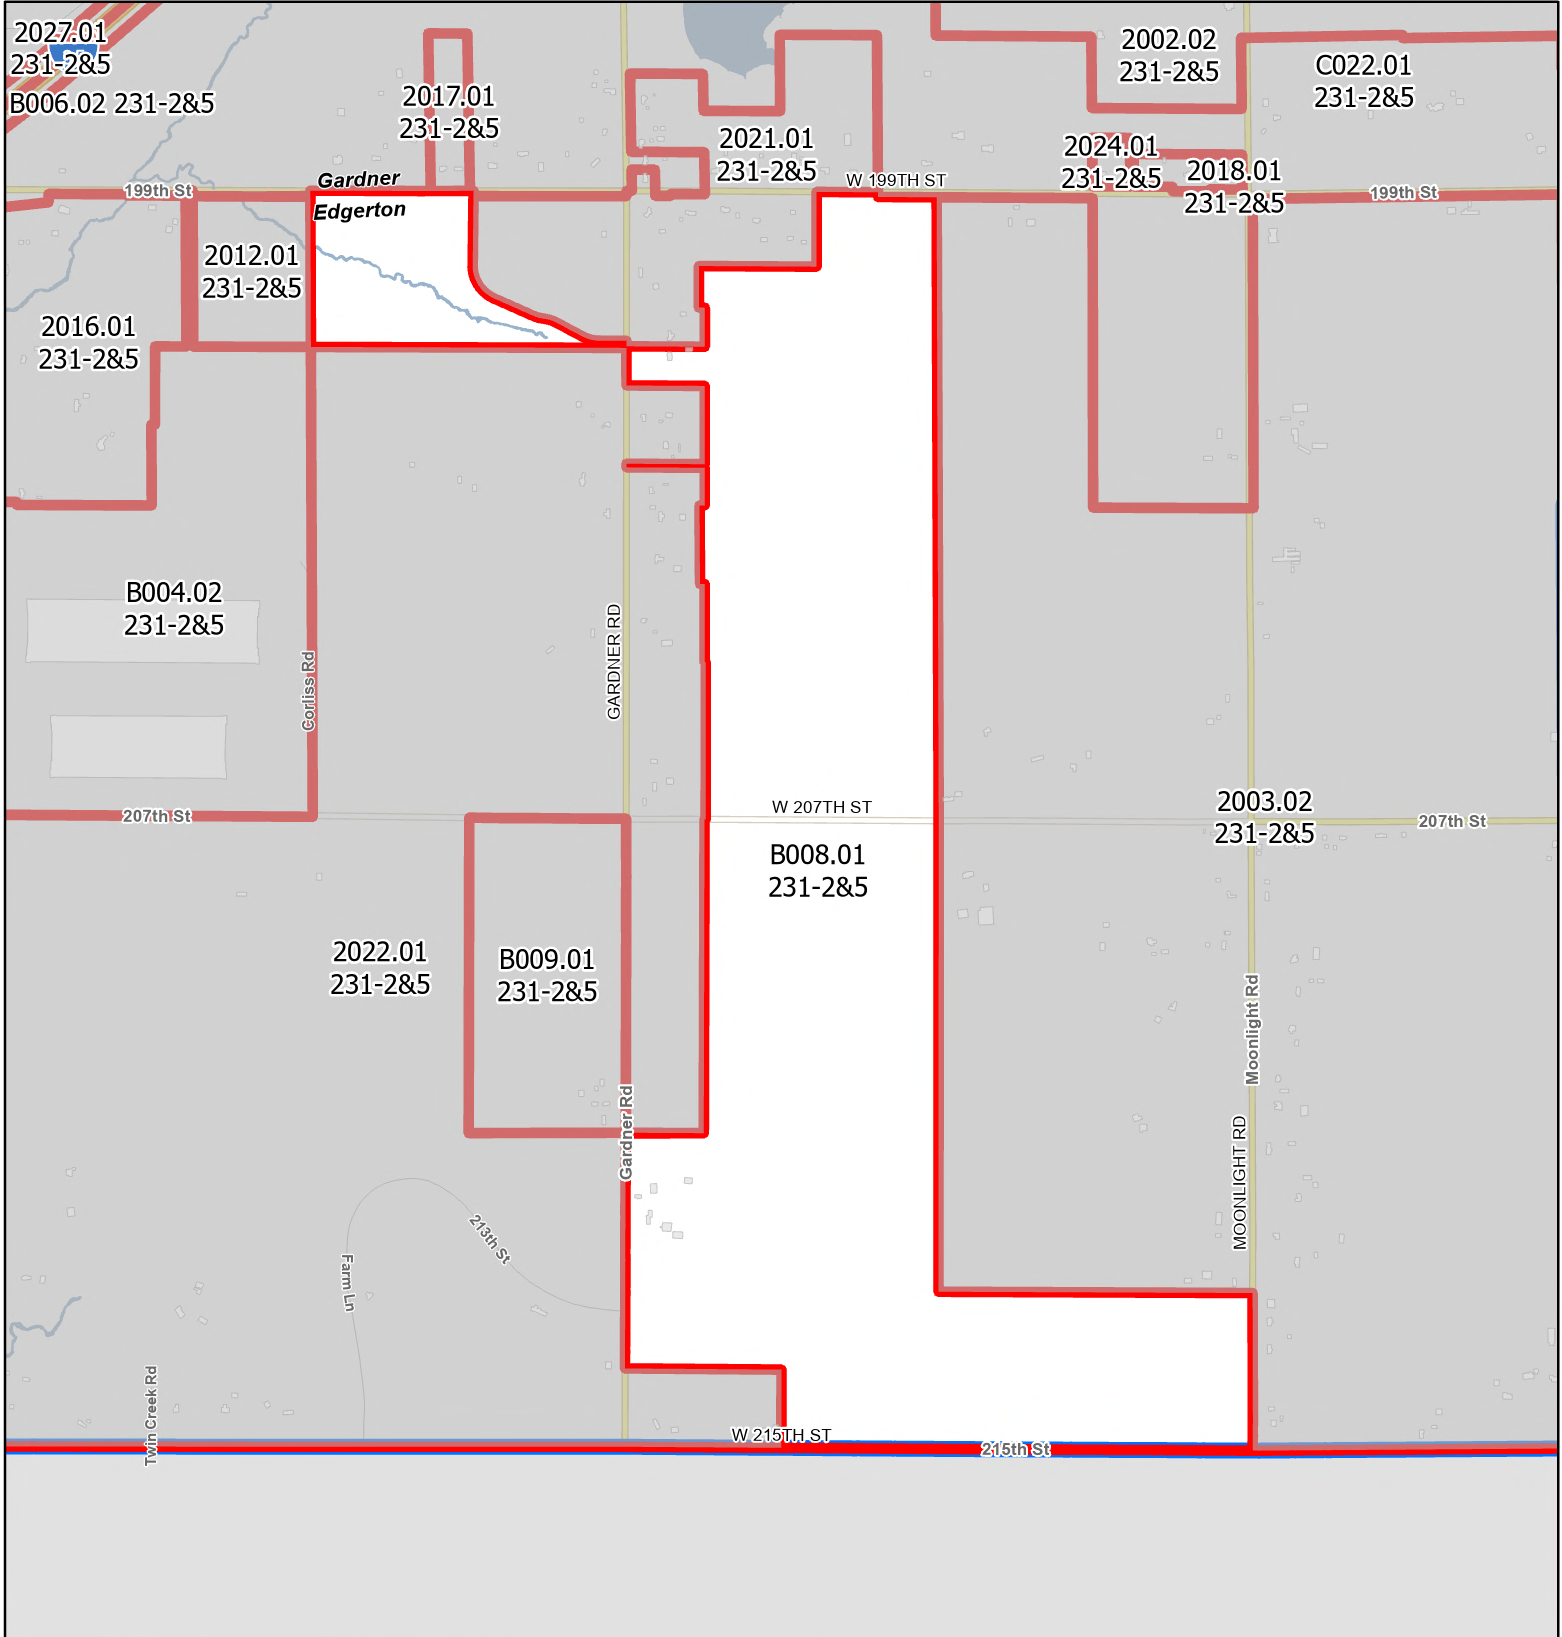 2027.01
231-2&5
B006.02 231-2&5
2017.01
231-2&5
2002.02
231-2&5
C022.01
231-2&5
2021.01
231-2&5
2024.01
231-2&5
2018.01
231-2&5
199th St
Gardner
Edgerton
W 199TH ST
199th St
2012.01
231-2&5
2016.01
231-2&5
B004.02
231-2&5
Corliss Rd
GARDNER RD
207th St
W 207TH ST
2003.02
231-2&5
207th St
B008.01
231-2&5
2022.01
231-2&5
B009.01
231-2&5
Moonlight Rd
Gardner Rd
MOONLIGHT RD
213th St
Farm Ln
Twin Creek Rd
W 215TH ST
215th St